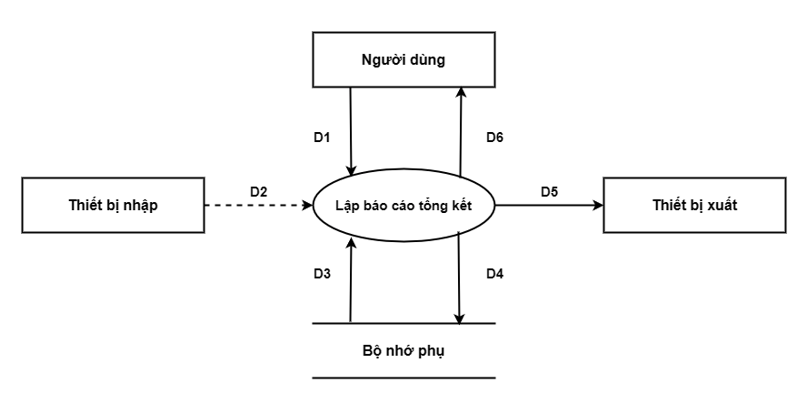 Người dùng
D1
D6
D2
D5
Thiết bị nhập
Lập báo cáo tổng kết
Thiết bị xuất
D3
D4
Bộ nhớ phụ